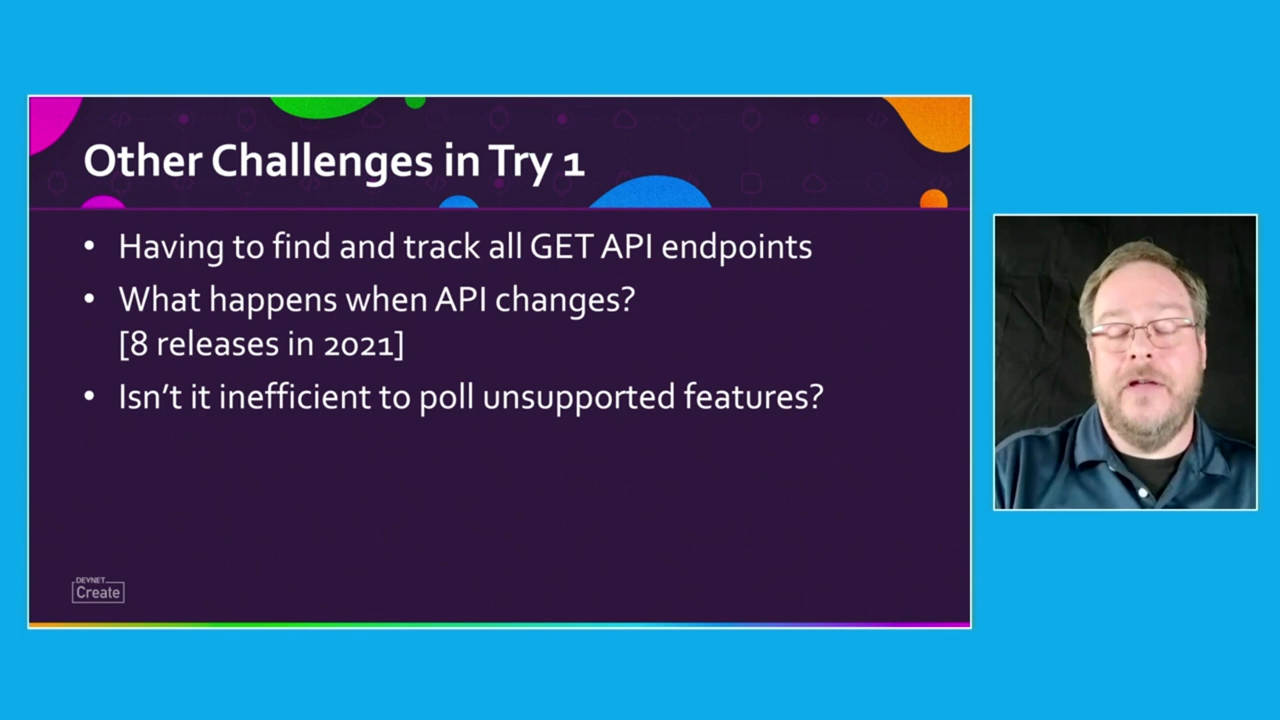 Other Challenges in Try 1
• Having to find and track all GET API endpoints
• What happens when API changes?
[8 releases in 2021]
• Isn’t it inefficient to poll unsupported features?
DEVNET
Create